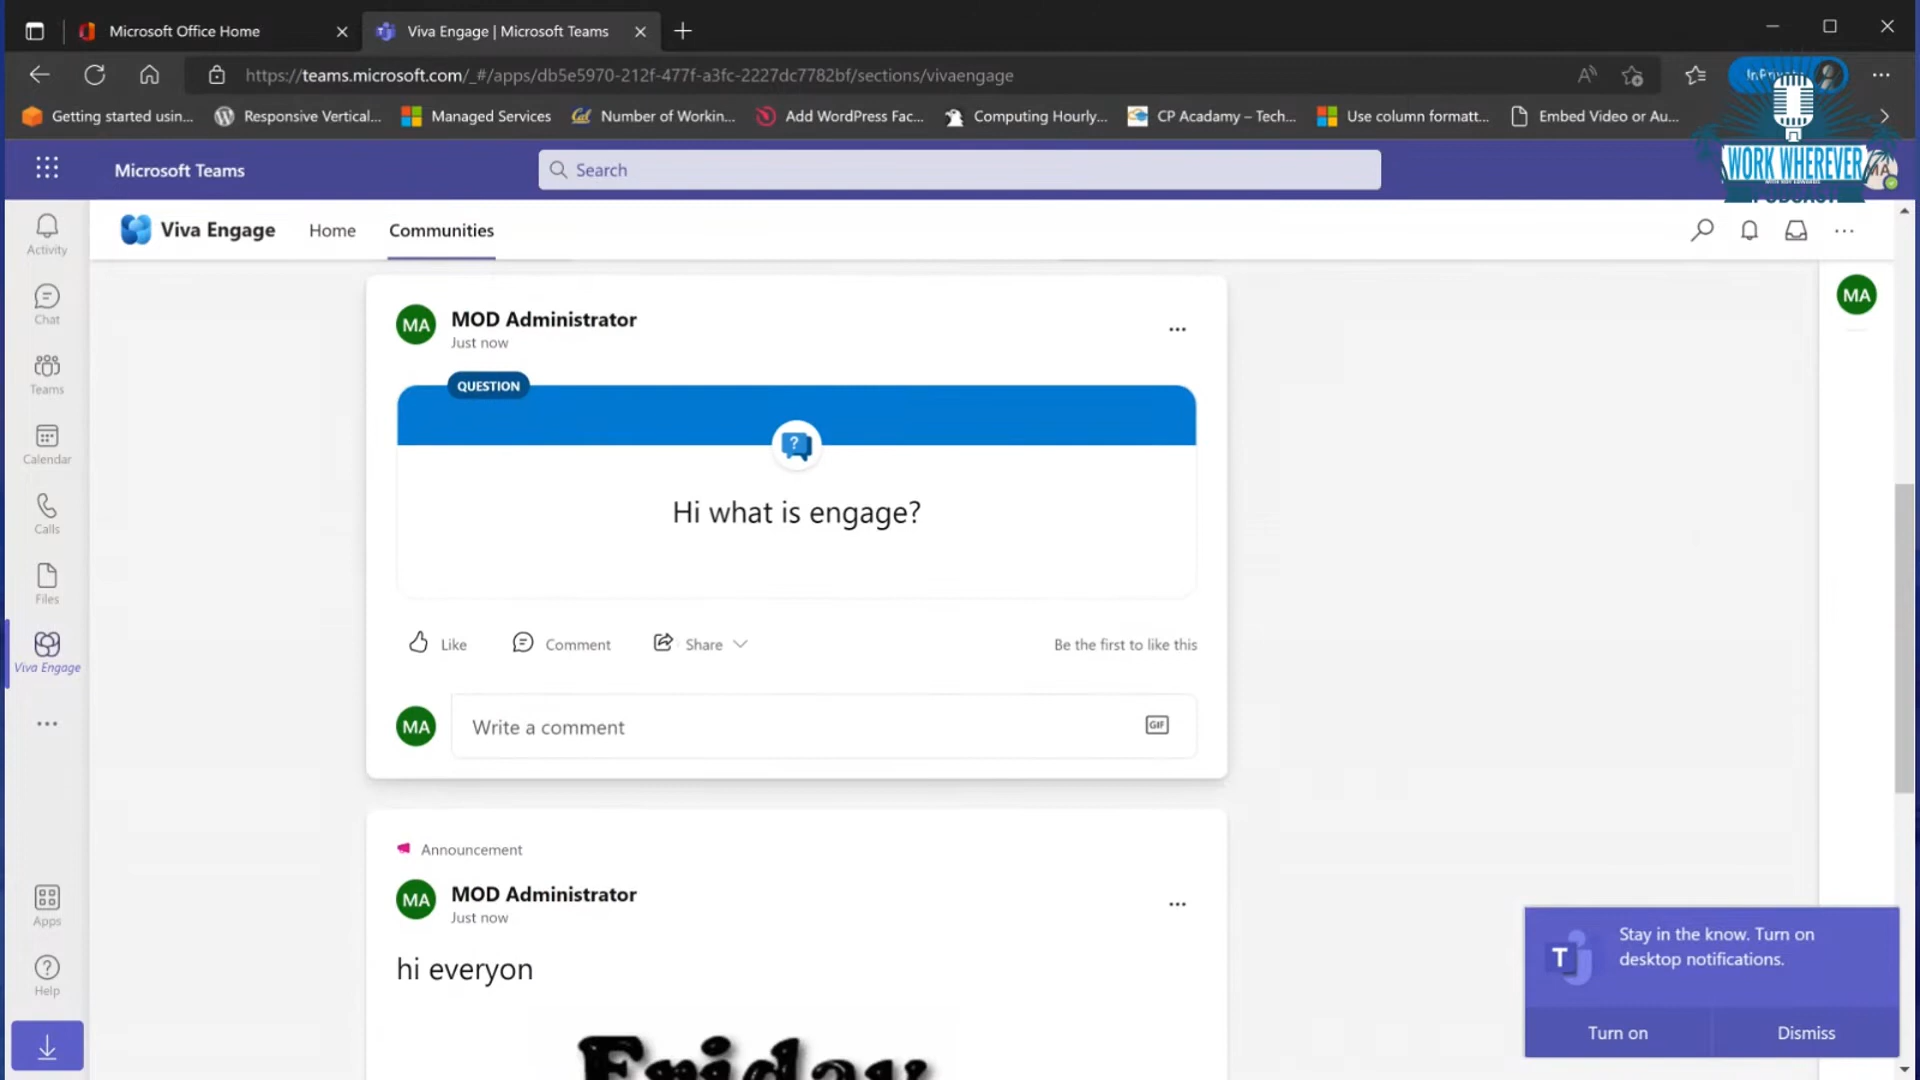 Microsoft Office Home
Viva Engage | Microsoft Teams
https://teams.microsoft.com/_#/apps/db5e5970-212f-477f-a3fc-2227dc7782bf/sections/vivaengage
Getting started usin...
Responsive Vertical...
Managed Services
Cal
Number of Workin...
Add WordPress Fac...
Computing Hourly...
CP Acadamy – Tech...
Use column formatt...
Embed Video or Au...
WORK WHEREVER
PODCAST
Microsoft Teams
Search
Activity
Chat
Teams
Calendar
Calls
Files
Viva Engage
Apps
Help
Viva Engage
Home
Communities
MA
MA
MOD Administrator
Just now
QUESTION
?
Hi what is engage?
Like
Comment
Share
Be the first to like this
MA
Write a comment
GIF
Announcement
MA
MOD Administrator
Just now
hi everyon
Friday
T
Stay in the know. Turn on
desktop notifications.
Turn on
Dismiss